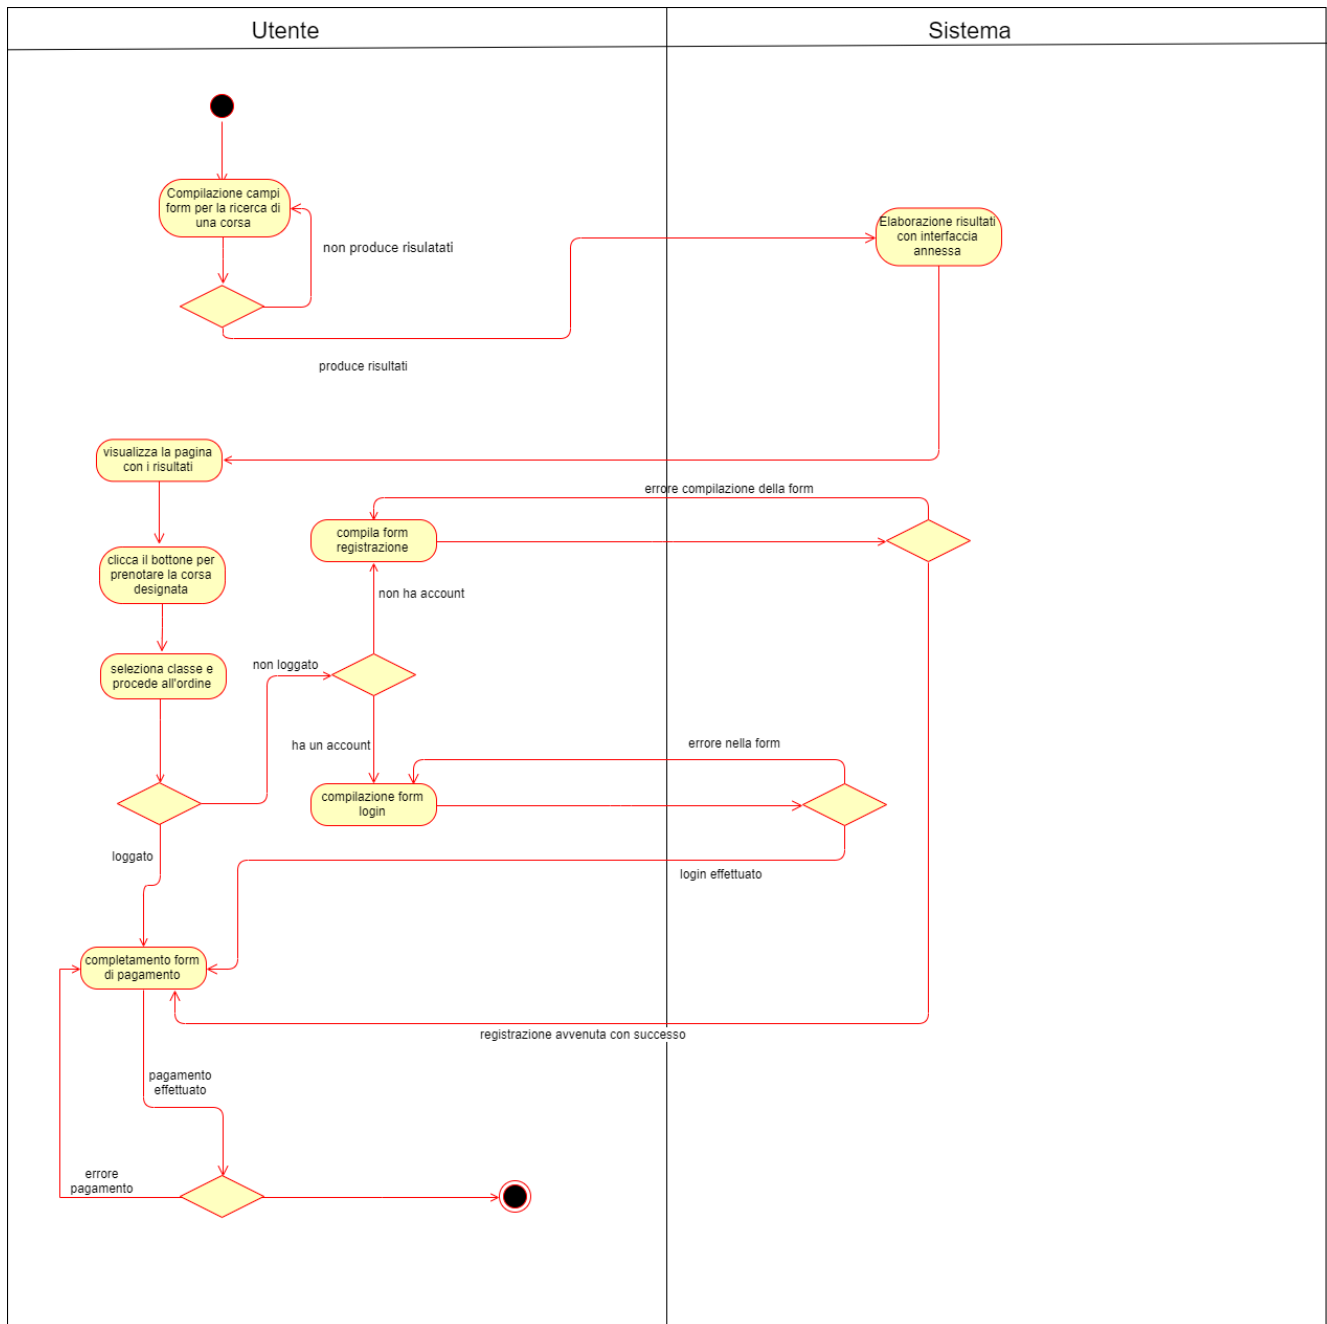 Utente
Sistema
Compilazione campi
form per la ricerca di
una corsa
non produce risulatati
Elaborazione risultati
con interfaccia
annessa
produce risultati
visualizza la pagina
con i risultati
errore compilazione della form
compila form
registrazione
clicca il bottone per
prenotare la corsa
designata
non ha account
seleziona classe e
procede all'ordine
non loggato
ha un account
errore nella form
compilazione form
login
loggato
login effettuato
completamento form
di pagamento
registrazione avvenuta con successo
pagamento
effettuato
errore
pagamento